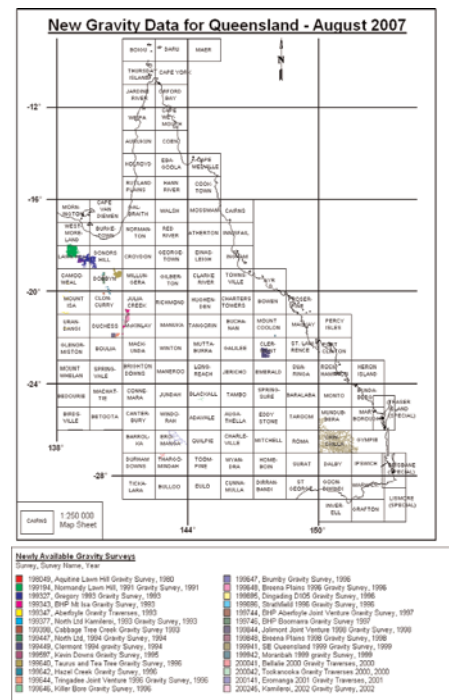 New Gravity Data for Queensland - August 2007
N
BOIGU DARU MAER
THURSDAY ISLAND CAPE YORK
JARDINE RIVER ORFORD BAY
WEIPA CAPE WEYMOUTH
AURUKUN COEN
-12'
HOLROYD EBAGOOLA CAPE MELVILLE
RUTLAND PLAINS HANN RIVER COOKTOWN
-16'
MORNINGTON CAPE VAN DIEMEN GALBRAITH WALSH MOSSMAN CAIRNS
WESTMORELAND BURKETOWN NORMANTON RED RIVER ATHERTON INNISFAIL
DONORS HILL CROYDON GEORGETOWN EINASLEIGH INGHAM
CAMOOWEAL DOBBYN MILLUNGERA GILBERTON CLARKE RIVER TOWNSVILLE AYR
-20'
MOUNT ISA CLONCURRY JULIA CREEK RICHMOND HUGHENDEN CHARTERS TOWERS BOWEN
URANDANGI DUCHESS MCKINLAY MANUKA TANGORIN BUCHANAN MOUNT COOLON MACKAY PERCY ISLES
GLENORMISTON BOULIA MACKUNDA WINTON MUTTABURRA GALILEE CLERMONT ST. LAWRENCE PORT CLINTON
MOUNT WHELAN SPRINGVALE BRIGHTON DOWNS MANEROO LONGREACH JERICHO EMERALD DUARINGA ROCKHAMPTON HERON ISLAND
-24'
BEDOURIE MACHATTIE CONNEMARA JUNDAH BLACKALL TAMBO SPRINGSURE BARALABA MONTO BUNDABERG
BIRDSVILLE BETOOTA CANTERBURY WINDORAH ADAVALE AUGATHELLA EDDYSTONE TAROOM MUNDUBBERA MARYBOROUGH FRASER ISLAND (SPECIAL)
138'
BARROLKA EROMANGA QUILPIE CHARLEVILLE MITCHELL ROMA CHINCHILLA GYMPIE
DURHAM DOWNS THARGOMINDAH TOOMPINE WYANDRA HOMEBOIN SURAT DALBY IPSWICH BRISBANE (SPECIAL)
-28'
TICKALARA BULLOO EULO CUNNAMULLA DIRRANBANDI ST GEORGE GOONDIWINDI WARWICK
INVERELL GRAFTON LISMORE (SPECIAL)
CAIRNS 1:250 000
Map Sheet
144' 150'
Newly Available Gravity Surveys
Survey, Survey Name, Year
198049, Aquitine Lawn Hill Gravity Survey, 1980
199194, Normandy Lawn Hill, 1991 Gravity Survey, 1991
199327, Gregory 1993 Gravity Survey, 1993
199343, BHP Mt Isa Gravity Survey, 1993
199347, Aberfoyle Gravity Traverses, 1993
199377, North Ltd Kamilaroi, 1993 Gravity Survey, 1993
199398, Cabbage Tree Creek Gravity Survey 1993
199447, North Ltd, 1994 Gravity Survey, 1994
199449, Clermont 1994 gravity survey, 1994
199597, Kevin Downs Gravity Survey, 1995
199640, Taurus and Tea Tree Gravity Survey, 1996
199642, Hazel Creek Gravity Survey, 1996
199644, Tringadee Joint Venture 1996 Gravity Survey, 1996
199646, Killer Bore Gravity Survey, 1996
199647, Brumby Gravity Survey, 1996
199648, Breena Plains 1996 Gravity Survey, 1996
199695, Dingading D105 Gravity Survey, 1996
199696, Strathfield 1996 Gravity Survey, 1996
199744, BHP Aberfoyle Joint Venture Gravity Survey, 1997
199745, BHP Boomarra Gravity Survey, 1997
199844, Jolimont Joint Venture 1998 Gravity Survey, 1998
199848, Breena Plains 1998 Gravity Survey, 1998
199941, SE Queensland 1999 Gravity Survey, 1999
199942, Moranbah 1999 gravity Survey, 1999
200041, Bellalie 2000 Gravity Traverses, 2000
200042, Tookanooka Gravity Traverses, 2000
200141, Eromanga 2001 Gravity Traverses, 2001
200245, Kamilaroi, 2002 Gravity Survey, 2002